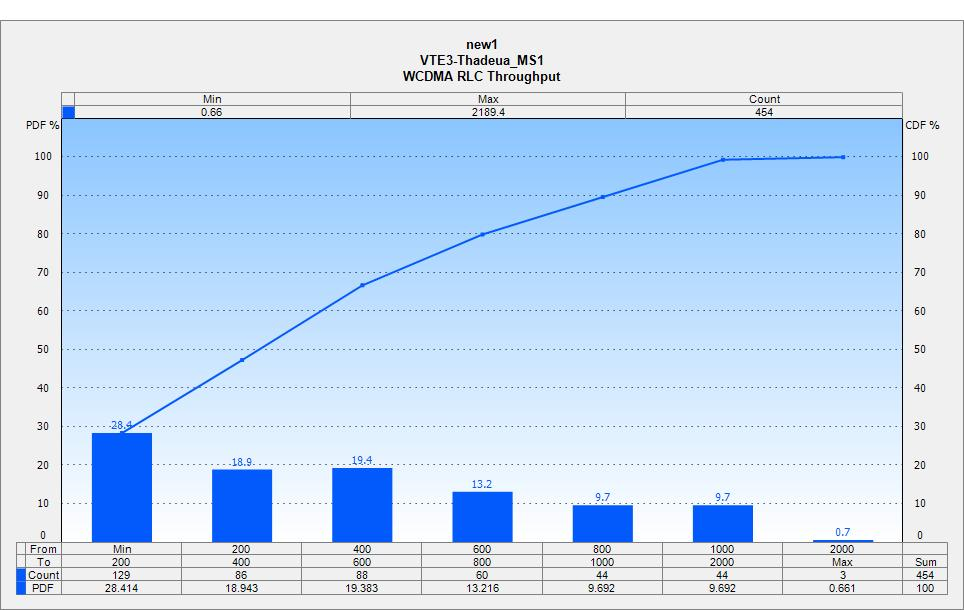 new1
VTE3-Thadeua_MS1
WCDMA RLC Throughput
Min Max Count
0.66 2189.4 454
PDF % CDF %
100 100
90 90
80 80
70 70
60 60
50 50
40 40
30 30
20 20
10 10
0 0
28.4 18.9 19.4 13.2 9.7 9.7 0.7
From Min 200 400 600 800 1000 2000
To 200 400 600 800 1000 2000 Max Sum
Count 129 86 88 60 44 44 3 454
PDF 28.414 18.943 19.383 13.216 9.692 9.692 0.661 100